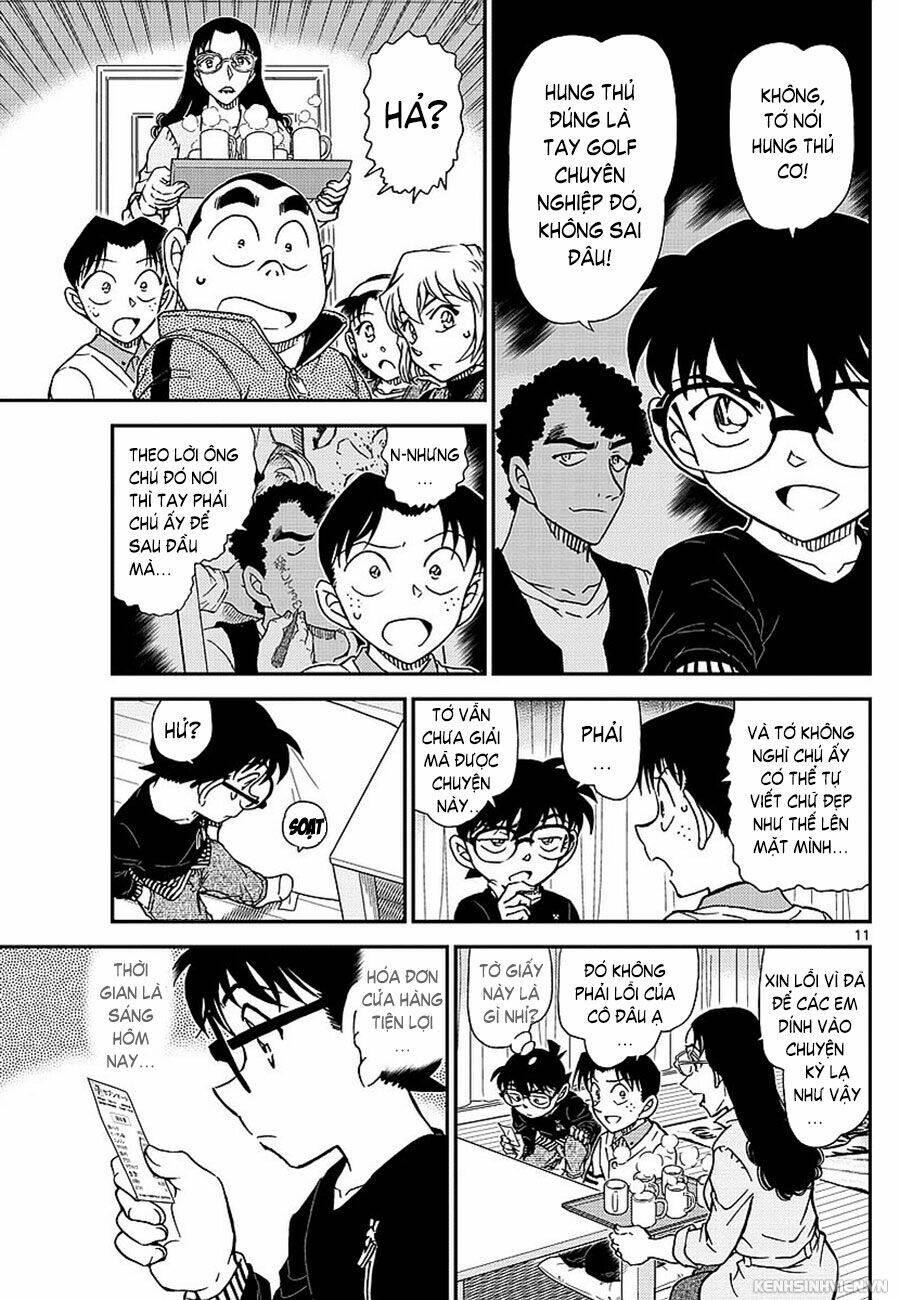 KHÔNG,
TỚ NÓI
HUNG THỦ
CƠ!
HUNG THỦ
ĐÚNG LÀ
TAY GOLF
CHUYÊN
NGHIỆP ĐÓ,
KHÔNG SAI
ĐÂU!
HẢ?
N-NHƯNG
...
THEO LỜI ÔNG
CHÚ ĐÓ NÓI
THÌ TAY PHẢI
CHÚ ẤY ĐỂ
SAU ĐẦU
MÀ...
VÀ TỚ KHÔNG
NGHĨ CHÚ ẤY
CÓ THỂ TỰ
VIẾT CHỮ ĐẸP
NHƯ THẾ LÊN
MẶT MÌNH...
PHẢI
...
TỚ VẪN
CHƯA GIẢI
MÃ ĐƯỢC
CHUYỆN
NÀY...
HỬ?
SOẠT
11
XIN LỖI VÌ ĐÃ
ĐỂ CÁC EM
DÍNH VÀO
CHUYỆN
KỲ LẠ
NHƯ VẬY
...
ĐÓ KHÔNG
PHẢI LỖI CỦA
CÔ ĐÂU Ạ
...
TỜ GIẤY
NÀY LÀ
GÌ NHỈ?
HÓA ĐƠN
CỬA HÀNG
TIỆN LỢI
...
THỜI
GIAN LÀ
SÁNG
HÔM
NAY...
KENHSINHVIEN.VN